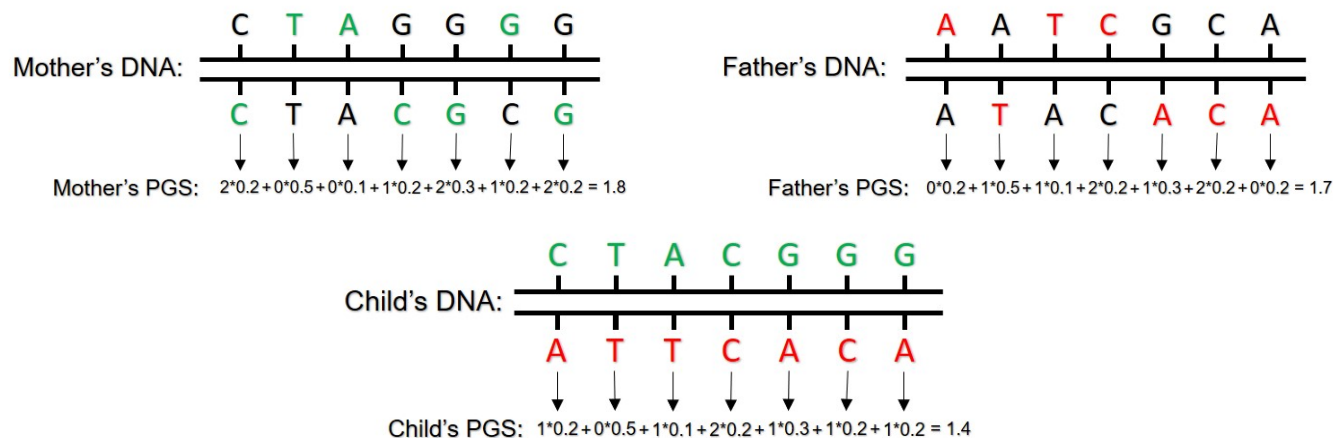 C T A G G G G
Mother's DNA:
C T A C G C G
Mother's PGS: 2*0.2+0*0.5+0*0.1+1*0.2+2*0.3+1*0.2+2*0.2 = 1.8
A A T C G C A
Father's DNA:
A T A C A C A
Father's PGS: 0*0.2+1*0.5+1*0.1+2*0.2+1*0.3+2*0.2+0*0.2 = 1.7
C T A C G G G
Child's DNA:
A T T C A C A
Child's PGS: 1*0.2+0*0.5+1*0.1+2*0.2+1*0.3+1*0.2+1*0.2 = 1.4